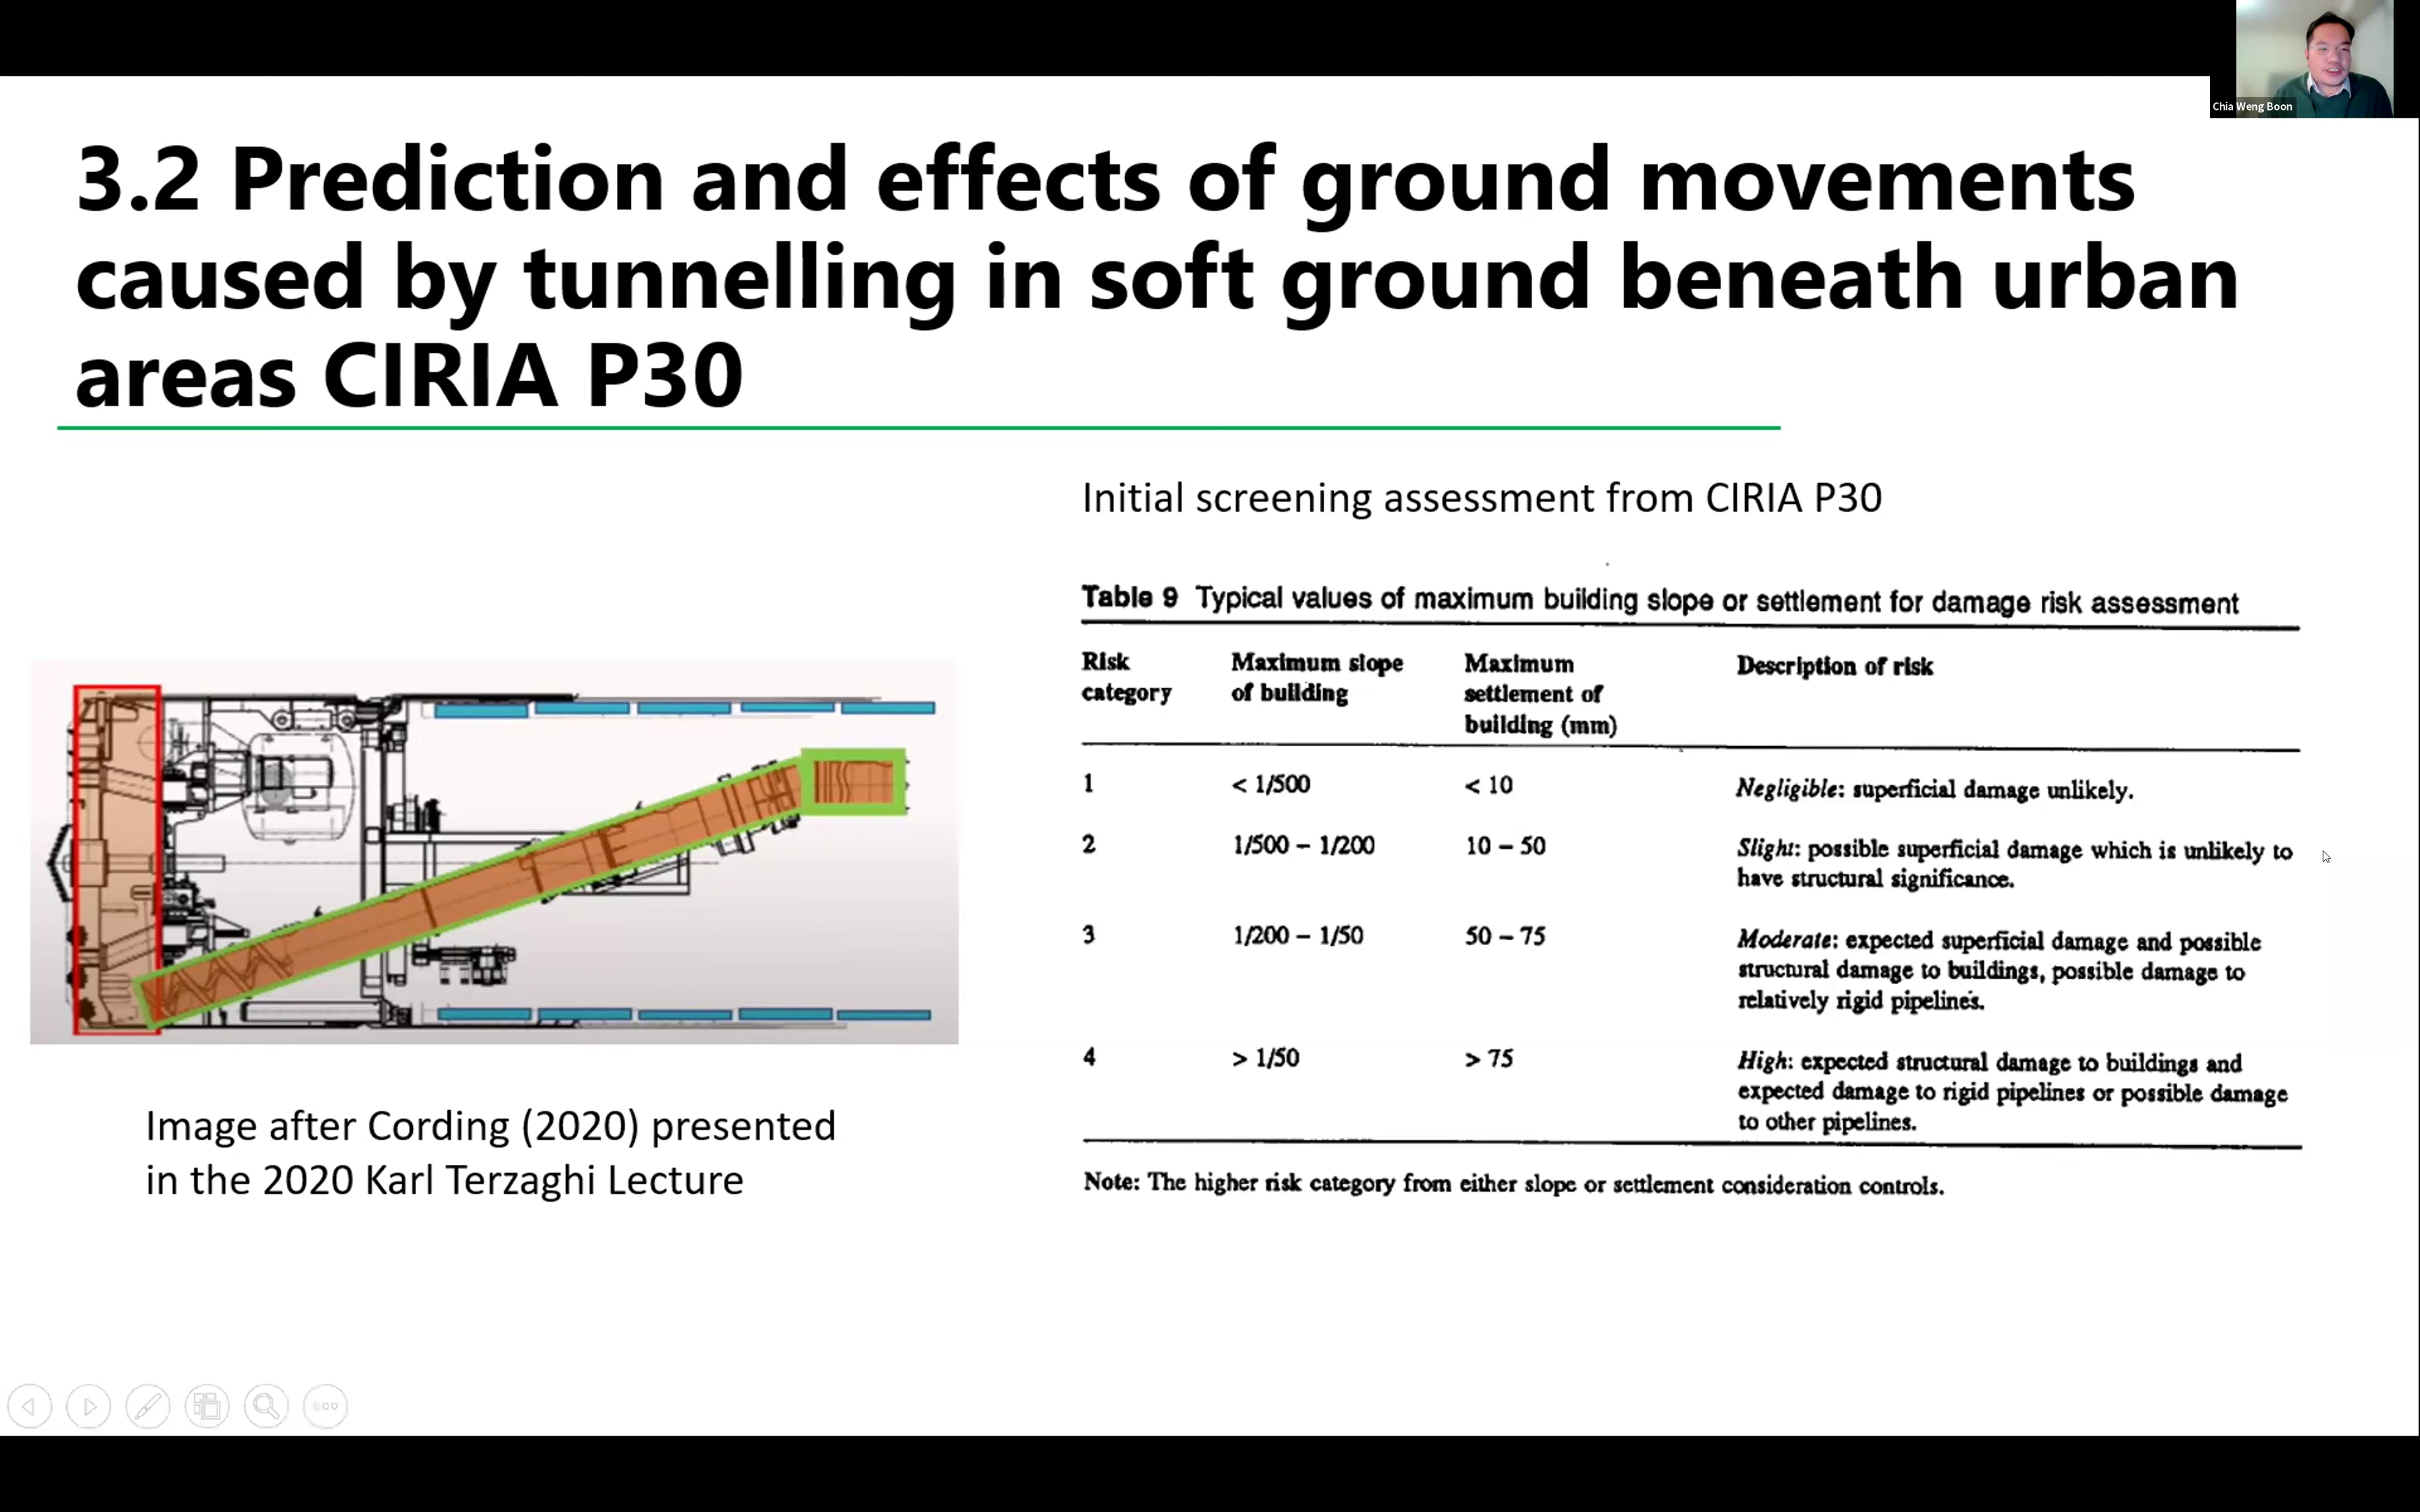 Chia Weng Boon
3.2 Prediction and effects of ground movements
caused by tunnelling in soft ground beneath urban
areas CIRIA P30
Initial screening assessment from CIRIA P30
Table 9 Typical values of maximum building slope or settlement for damage risk assessment
Risk category Maximum slope of building Maximum settlement of building (mm) Description of risk
1 < 1/500 < 10 Negligible: superficial damage unlikely.
2 1/500 – 1/200 10 – 50 Slight: possible superficial damage which is unlikely to
have structural significance.
3 1/200 – 1/50 50 – 75 Moderate: expected superficial damage and possible
structural damage to buildings, possible damage to
relatively rigid pipelines.
4 > 1/50 > 75 High: expected structural damage to buildings and
expected damage to rigid pipelines or possible damage
to other pipelines.
Note: The higher risk category from either slope or settlement consideration controls.
Image after Cording (2020) presented
in the 2020 Karl Terzaghi Lecture